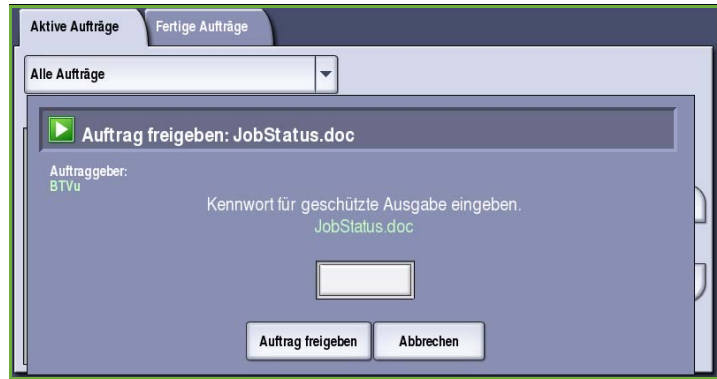 Aktive Aufträge
Fertige Aufträge
Alle Aufträge
Auftrag freigeben: JobStatus.doc
Auftraggeber:
BTVu
Kennwort für geschützte Ausgabe eingeben.
JobStatus.doc
Auftrag freigeben
Abbrechen